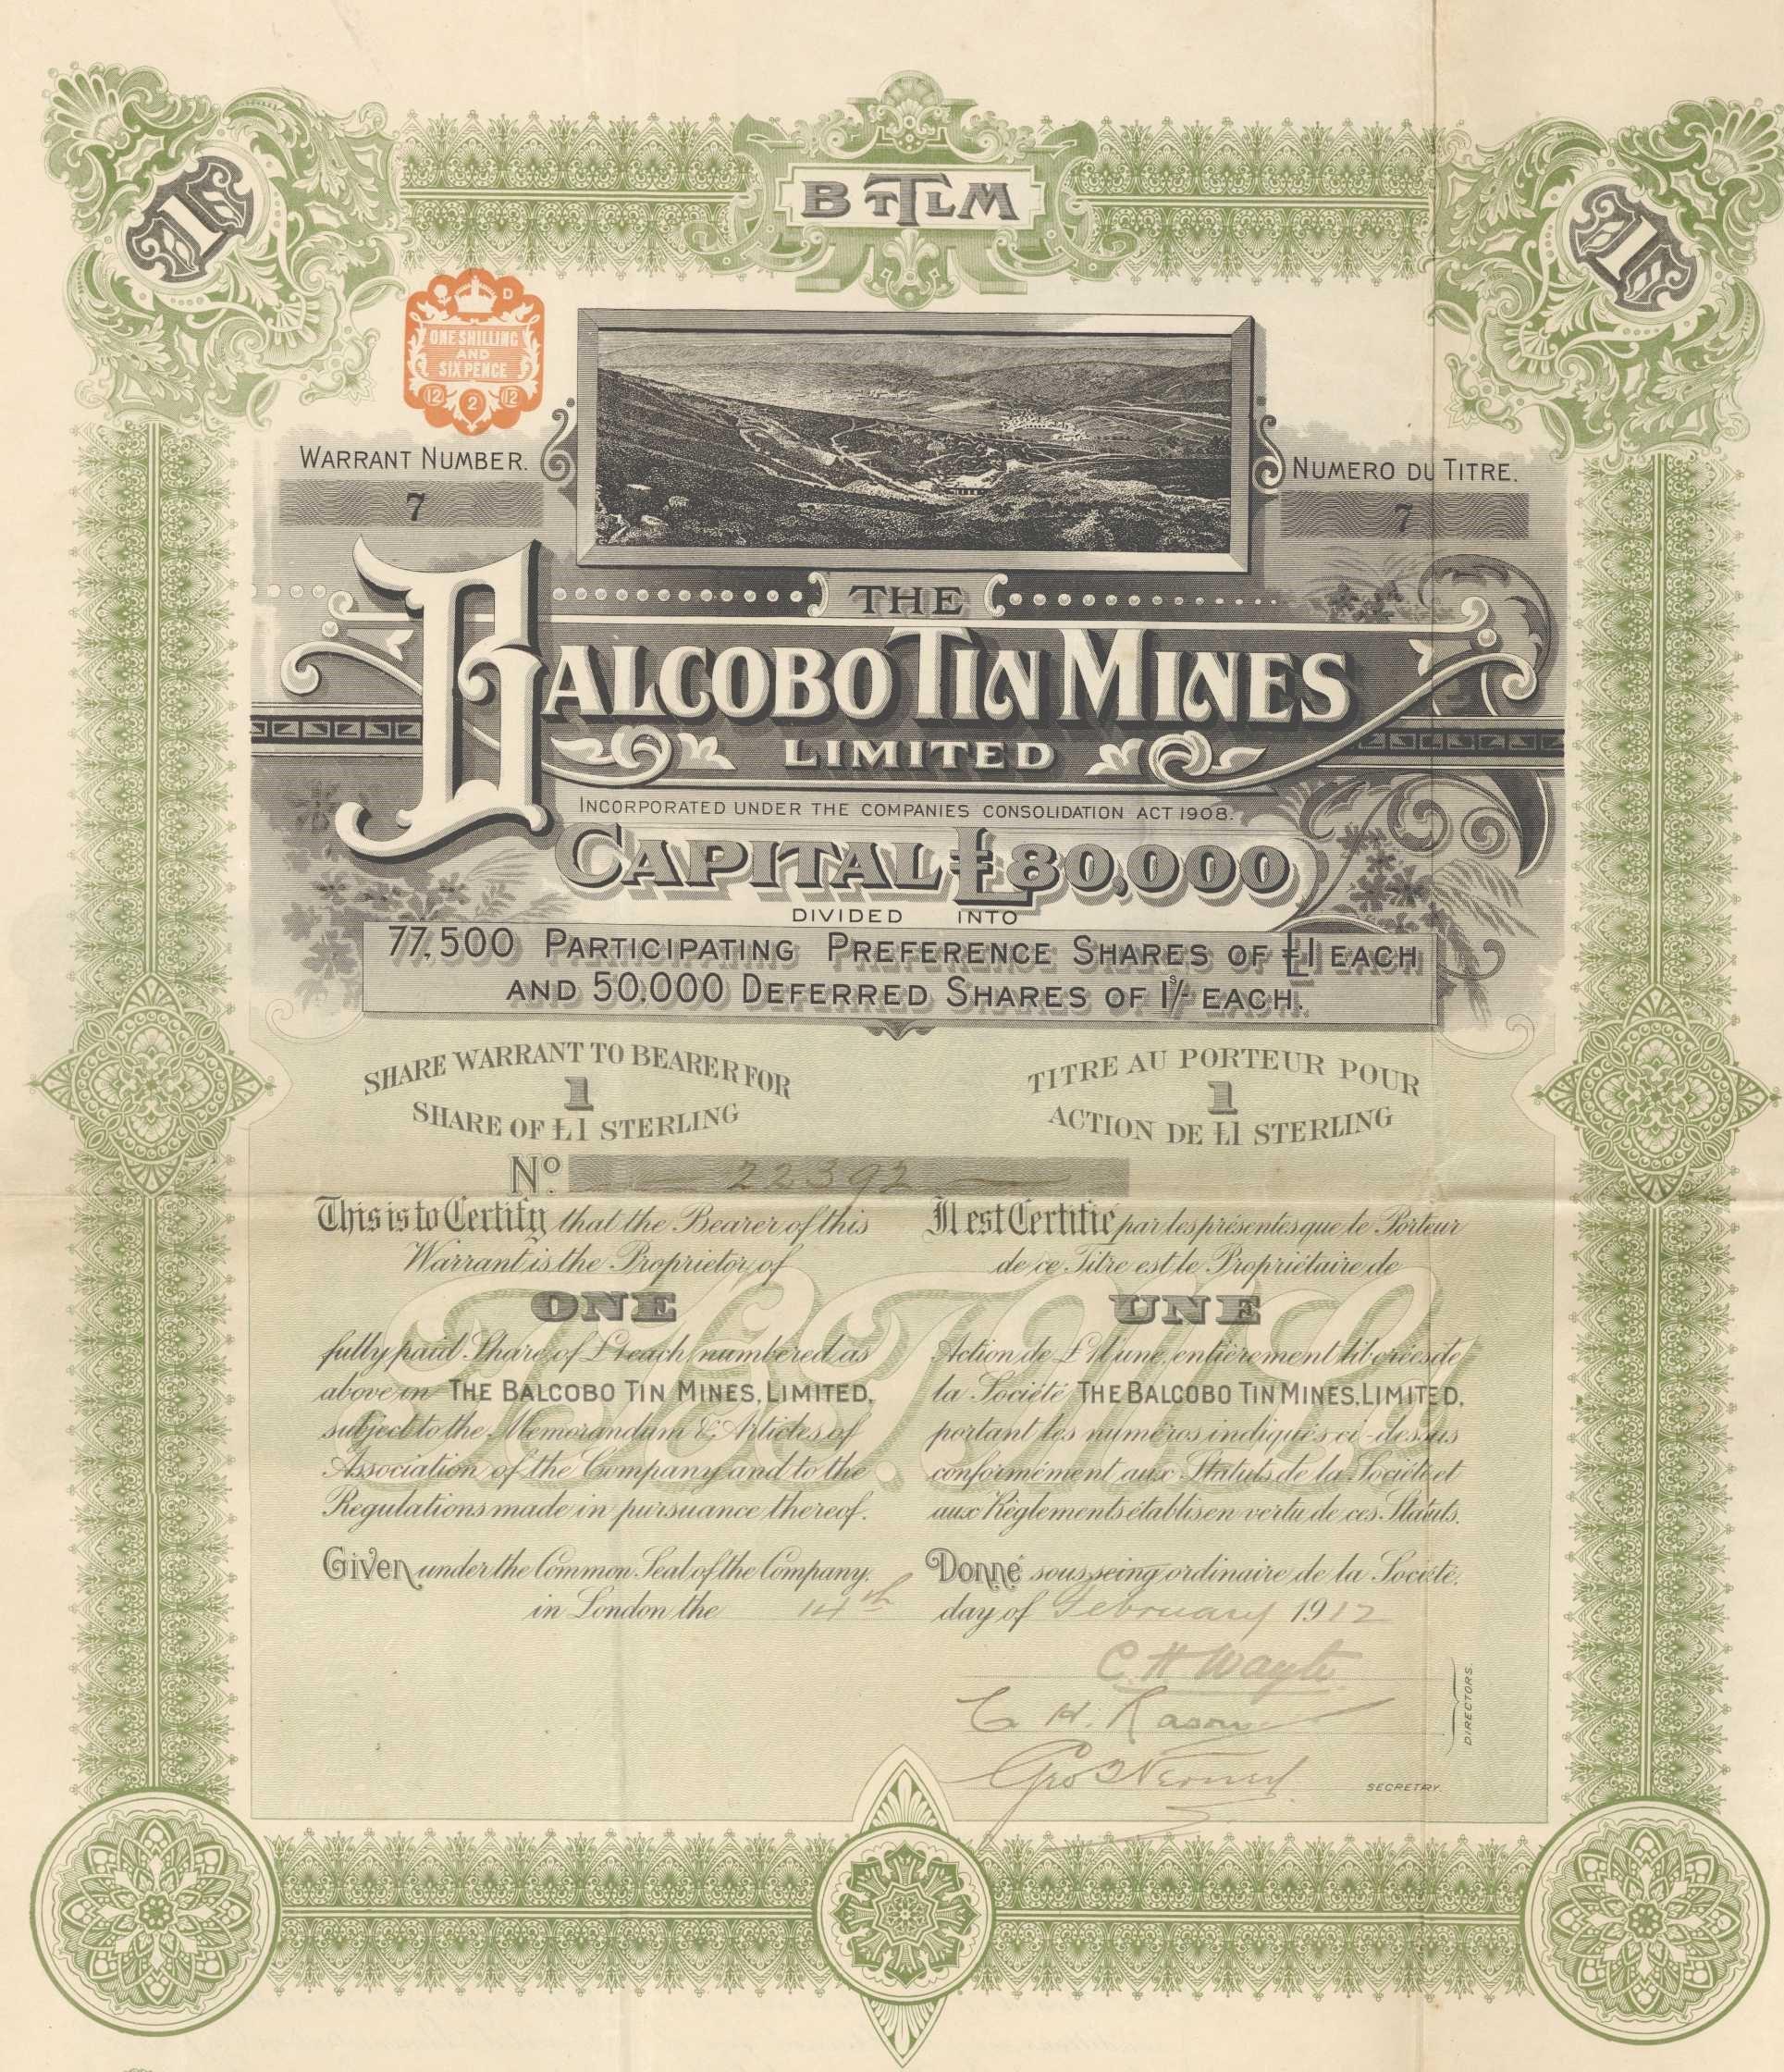 1
BTTLM
1
D
ONE SHILLING
AND
SIX PENCE
12 2 12
WARRANT NUMBER.
7
NUMERO DU TITRE.
7
THE
BALCOBO TIN MINES
LIMITED
INCORPORATED UNDER THE COMPANIES CONSOLIDATION ACT 1908.
CAPITAL £80,000
DIVIDED INTO
77,500 PARTICIPATING PREFERENCE SHARES OF £1 EACH
AND 50,000 DEFERRED SHARES OF 1s/- EACH.
SHARE WARRANT TO BEARER FOR
1
SHARE OF £1 STERLING
TITRE AU PORTEUR POUR
1
ACTION DE £1 STERLING
No. 22392
This is to Certify that the Bearer of this
Warrant is the Proprietor of
ONE
fully paid Share of £1 each, numbered as
above in THE BALCOBO TIN MINES, LIMITED,
subject to the Memorandum & Articles of
Association of the Company and to the
Regulations made in pursuance thereof.
Given under the Common Seal of the Company,
in London the 14th
Il est Certifié par les présentes que le Porteur
de ce Titre est le Propriétaire de
UNE
Action de £1 l'une, entièrement libérées de
la Société THE BALCOBO TIN MINES, LIMITED,
portant les numéros indiqués ci-dessus
conformément aux Statuts de la Société et
aux Règlements établis en vertu de ces Statuts.
Donné sous seing ordinaire de la Société,
day of February 1912
C. H. Wayte
C. H. Rason
DIRECTORS.
Geo
SECRETRY.